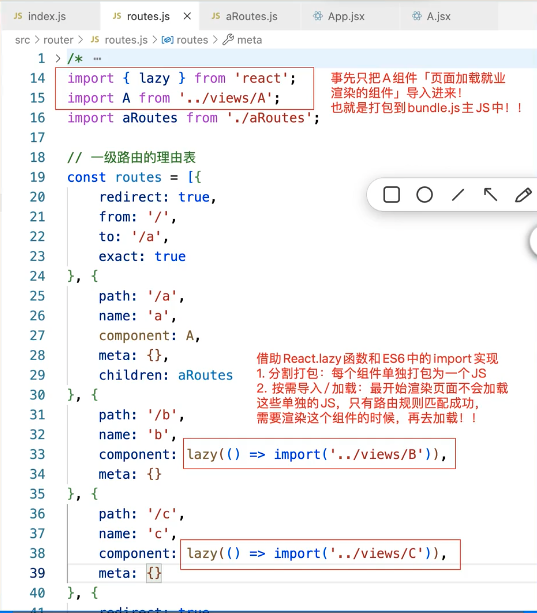 JS index.js
JS routes.js ×
JS aRoutes.js
App.jsx
A.jsx
src > router > JS routes.js > routes > meta
1 > /* ⋯
14 import { lazy } from 'react';
15 import A from '../views/A';
16 import aRoutes from './aRoutes';
17
18 // 一级路由的理由表
19 const routes = [{
20 redirect: true,
21 from: '/',
22 to: '/a',
23 exact: true
24 }, {
25 path: '/a',
26 name: 'a',
27 component: A,
28 meta: {},
29 children: aRoutes
30 }, {
31 path: '/b',
32 name: 'b',
33 component: lazy(() => import('../views/B')),
34 meta: {}
35 }, {
36 path: '/c',
37 name: 'c',
38 component: lazy(() => import('../views/C')),
39 meta: {}
40 }, {
事先只把A组件「页面加载就业
渲染的组件」导入进来!
也就是打包到bundle.js主JS中!!
借助React.lazy函数和ES6中的import实现
1. 分割打包:每个组件单独打包为一个JS
2. 按需导入/加载:最开始渲染页面不会加载
这些单独的JS,只有路由规则匹配成功,
需要渲染这个组件的时候,再去加载!!